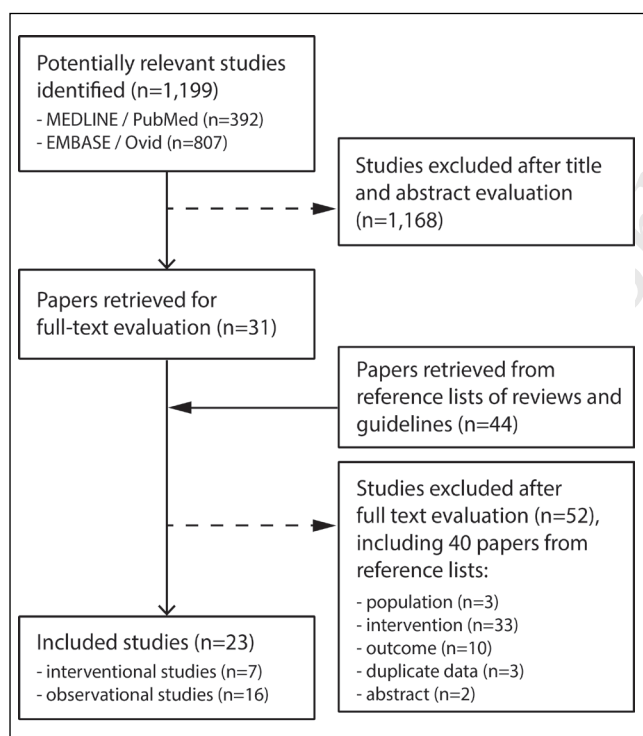 Potentially relevant studies
identified (n=1,199)
- MEDLINE / PubMed (n=392)
- EMBASE / Ovid (n=807)
Studies excluded after title
and abstract evaluation
(n=1,168)
Papers retrieved for
full-text evaluation (n=31)
Papers retrieved from
reference lists of reviews and
guidelines (n=44)
Studies excluded after
full text evaluation (n=52),
including 40 papers from
reference lists:
- population (n=3)
- intervention (n=33)
- outcome (n=10)
- duplicate data (n=3)
- abstract (n=2)
Included studies (n=23)
- interventional studies (n=7)
- observational studies (n=16)